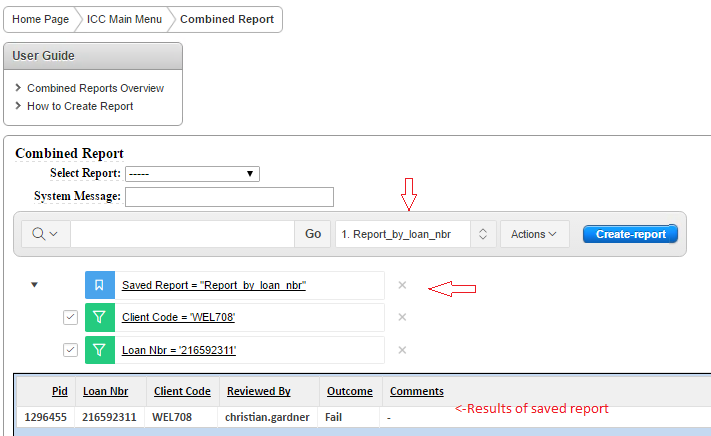 Home Page ICC Main Menu Combined Report
User Guide
Combined Reports Overview
How to Create Report
Combined Report
Select Report: -----
System Message:
Go 1. Report_by_loan_nbr Actions Create-report
Saved Report = "Report_by_loan_nbr"
Client Code = 'WEL708'
Loan Nbr = '216592311'
Pid Loan Nbr Client Code Reviewed By Outcome Comments
1296455 216592311 WEL708 christian.gardner Fail - <-Results of saved report